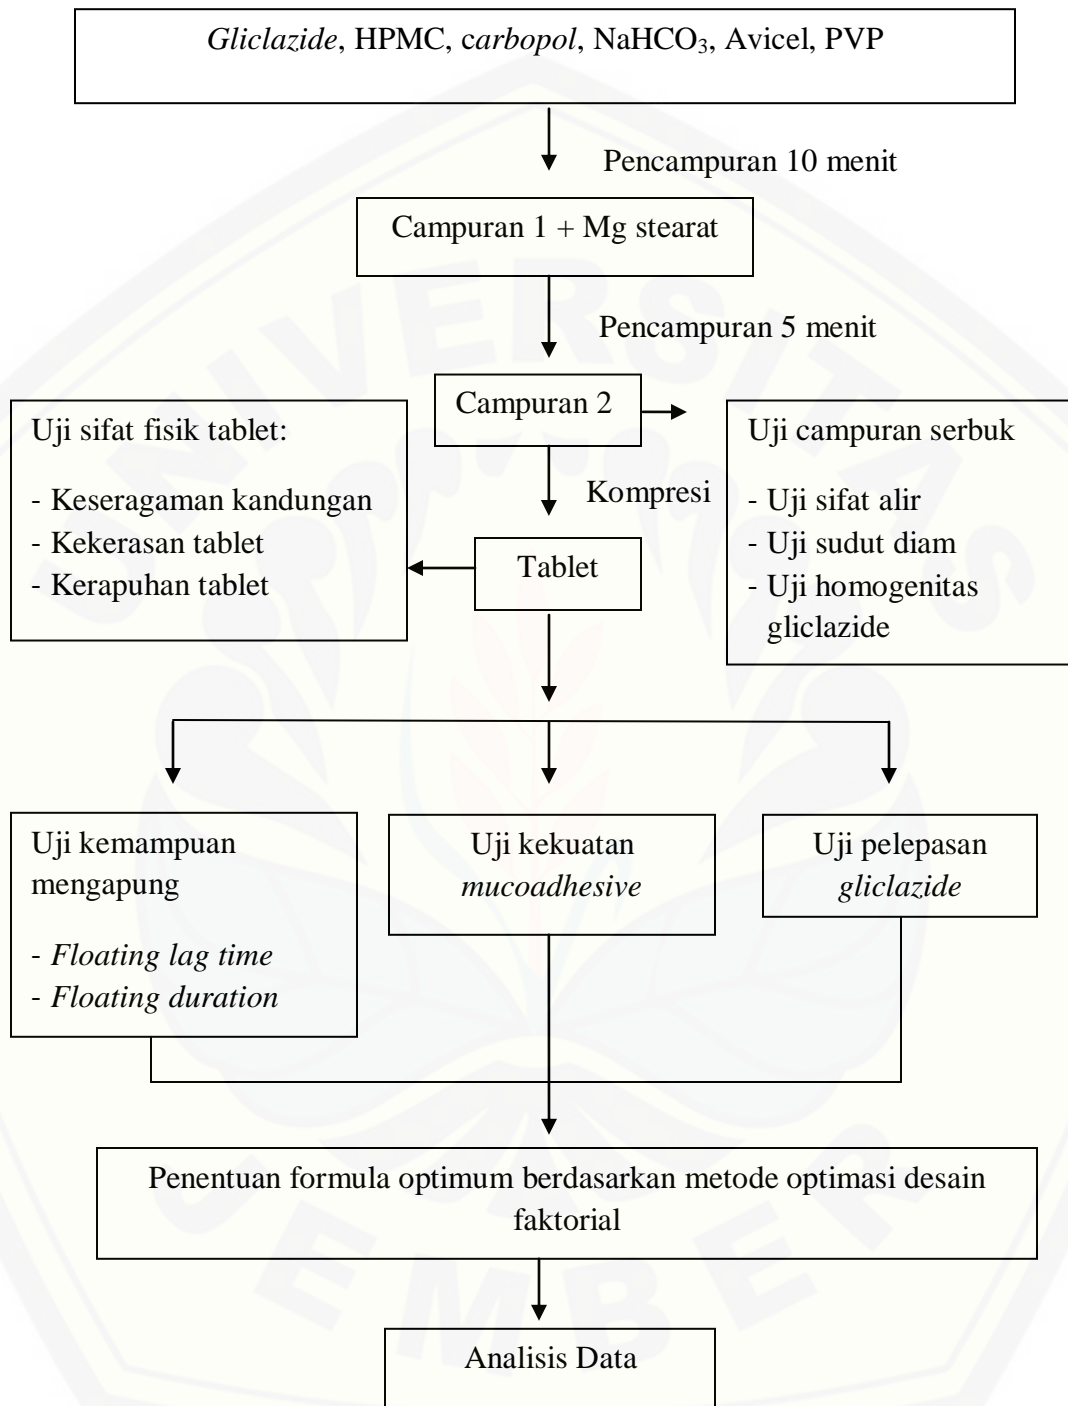 Gliclazide, HPMC, carbopol, NaHCO₃, Avicel, PVP
Pencampuran 10 menit
Campuran 1 + Mg stearat
Pencampuran 5 menit
Campuran 2
Uji sifat fisik tablet:
- Keseragaman kandungan
- Kekerasan tablet
- Kerapuhan tablet
Uji campuran serbuk
- Uji sifat alir
- Uji sudut diam
- Uji homogenitas
gliclazide
Kompresi
Tablet
Uji kemampuan
mengapung
- Floating lag time
- Floating duration
Uji kekuatan
mucoadhesive
Uji pelepasan
gliclazide
Penentuan formula optimum berdasarkan metode optimasi desain
faktorial
Analisis Data
UNIVERSITAS
JEMBER